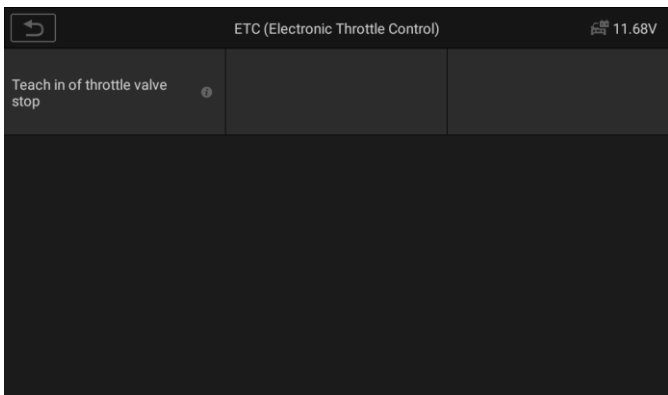 ETC (Electronic Throttle Control)
11.68V
Teach in of throttle valve
stop